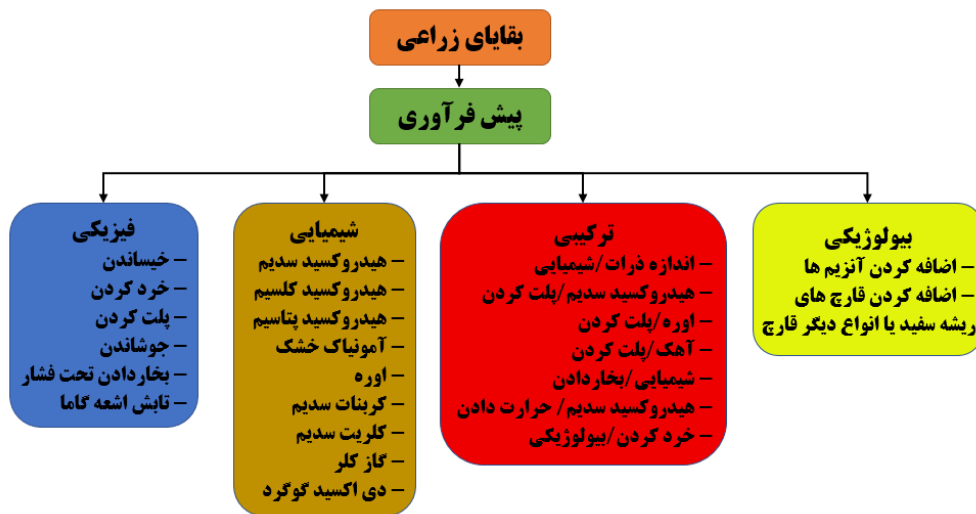 بقایای زراعی
پیش فرآوری
بیولوژیکی
– اضافه کردن آنزیم ها
– اضافه کردن قارچ های
ریشه سفید یا انواع دیگر قارچ
ترکیبی
– اندازه ذرات/شیمیایی
– هیدروکسید سدیم/پلت کردن
– اوره/پلت کردن
– آهک/پلت کردن
– شیمیایی/بخاردادن
– هیدروکسید سدیم/ حرارت دادن
– خرد کردن/بیولوژیکی
شیمیایی
– هیدروکسید سدیم
– هیدروکسید کلسیم
– هیدروکسید پتاسیم
– آمونیاک خشک
– اوره
– کربنات سدیم
– کلریت سدیم
– گاز کلر
– دی اکسید گوگرد
فیزیکی
– خیساندن
– خرد کردن
– پلت کردن
– جوشاندن
– بخاردادن تحت فشار
– تابش اشعه گاما